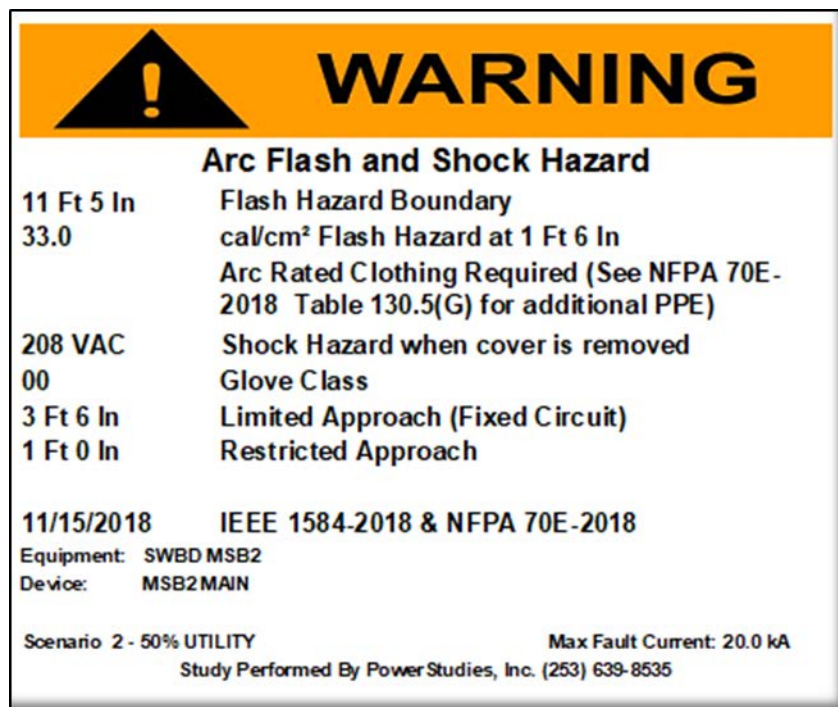 WARNING
Arc Flash and Shock Hazard
11 Ft 5 In Flash Hazard Boundary
33.0 cal/cm² Flash Hazard at 1 Ft 6 In
Arc Rated Clothing Required (See NFPA 70E-
2018 Table 130.5(G) for additional PPE)
208 VAC Shock Hazard when cover is removed
00 Glove Class
3 Ft 6 In Limited Approach (Fixed Circuit)
1 Ft 0 In Restricted Approach
11/15/2018 IEEE 1584-2018 & NFPA 70E-2018
Equipment: SWBD MSB2
Device: MSB2 MAIN
Scenario 2 - 50% UTILITY Max Fault Current: 20.0 kA
Study Performed By PowerStudies, Inc. (253) 639-8535